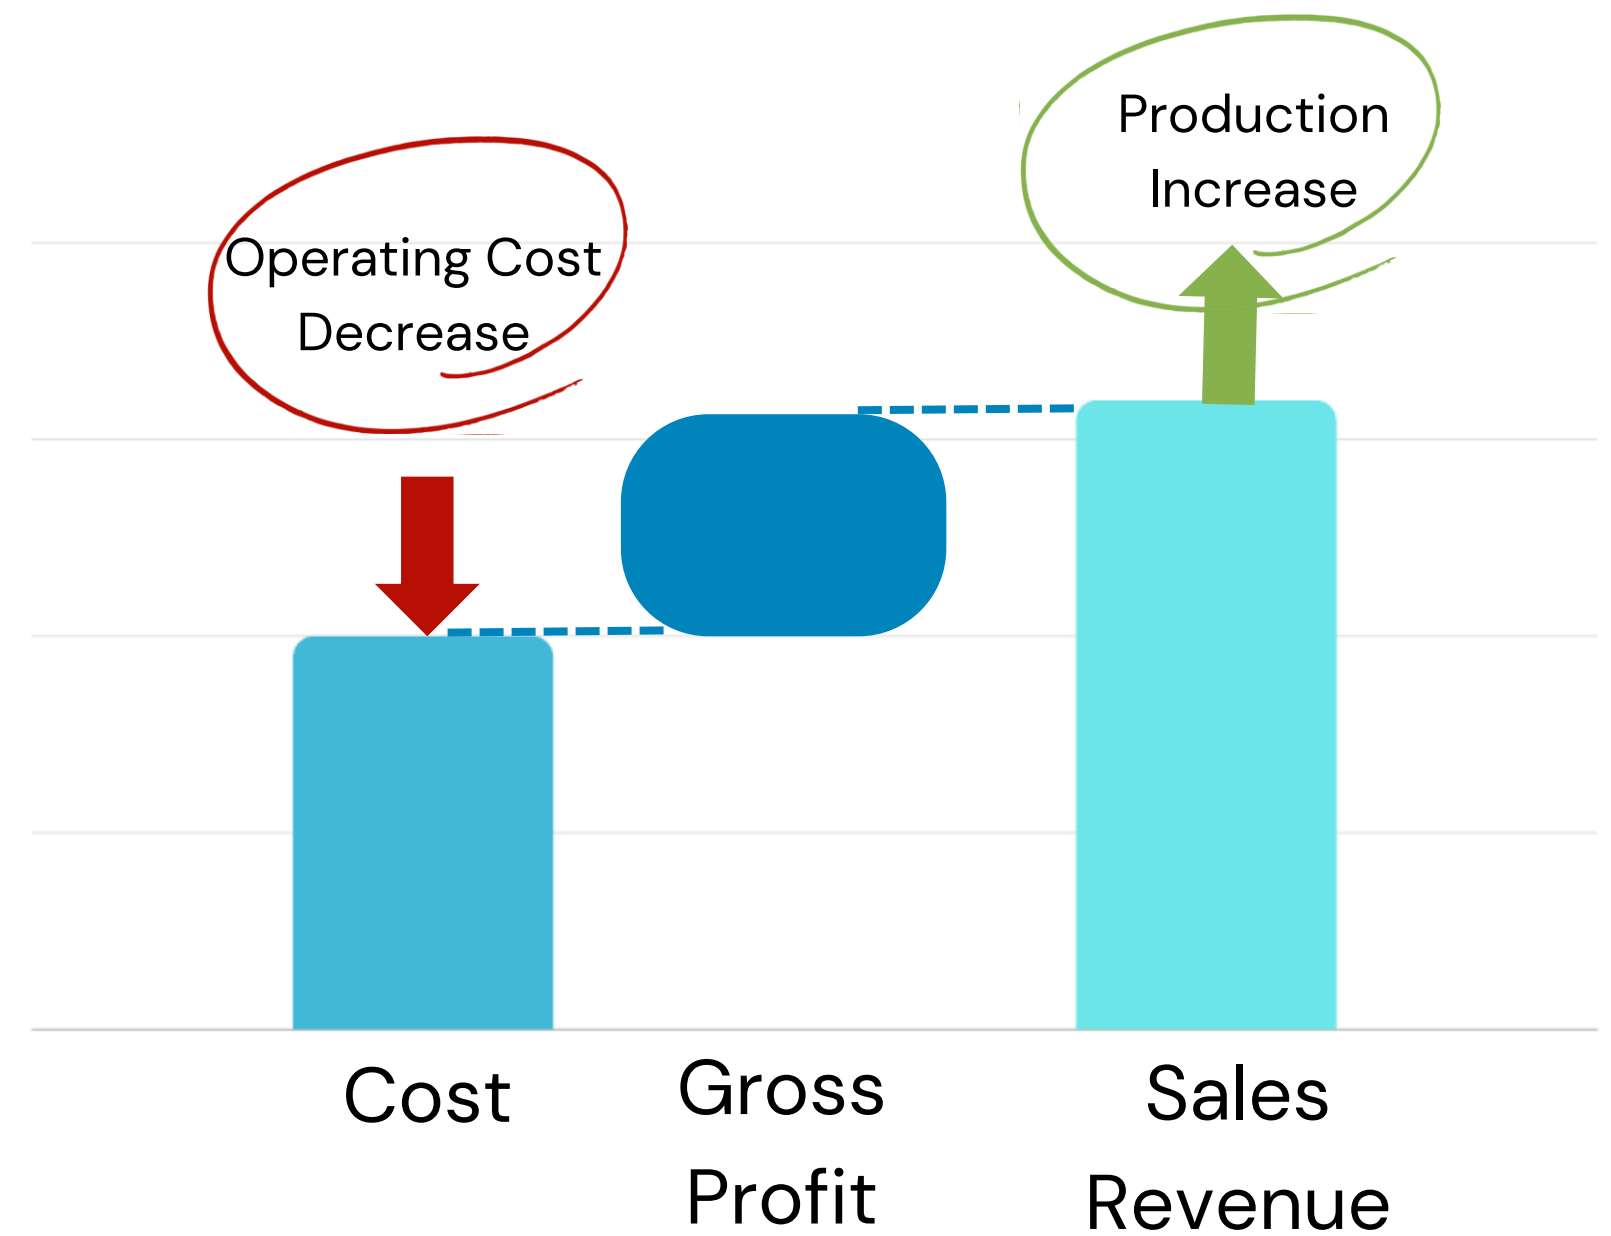 Production
Increase
Operating Cost
Decrease
Cost
Gross
Profit
Sales
Revenue